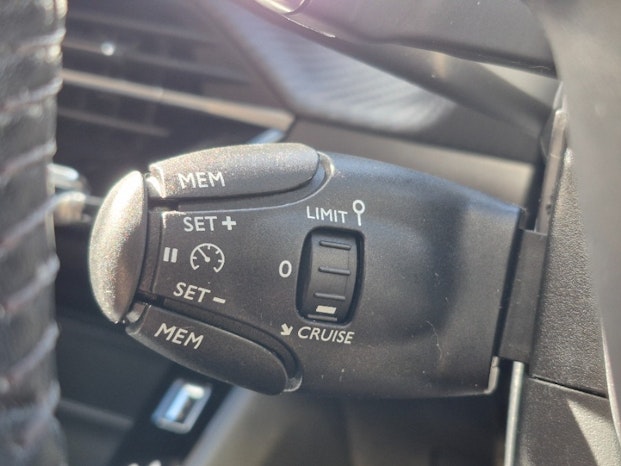 MEM
SET +
LIMIT
0
SET -
CRUISE
MEM